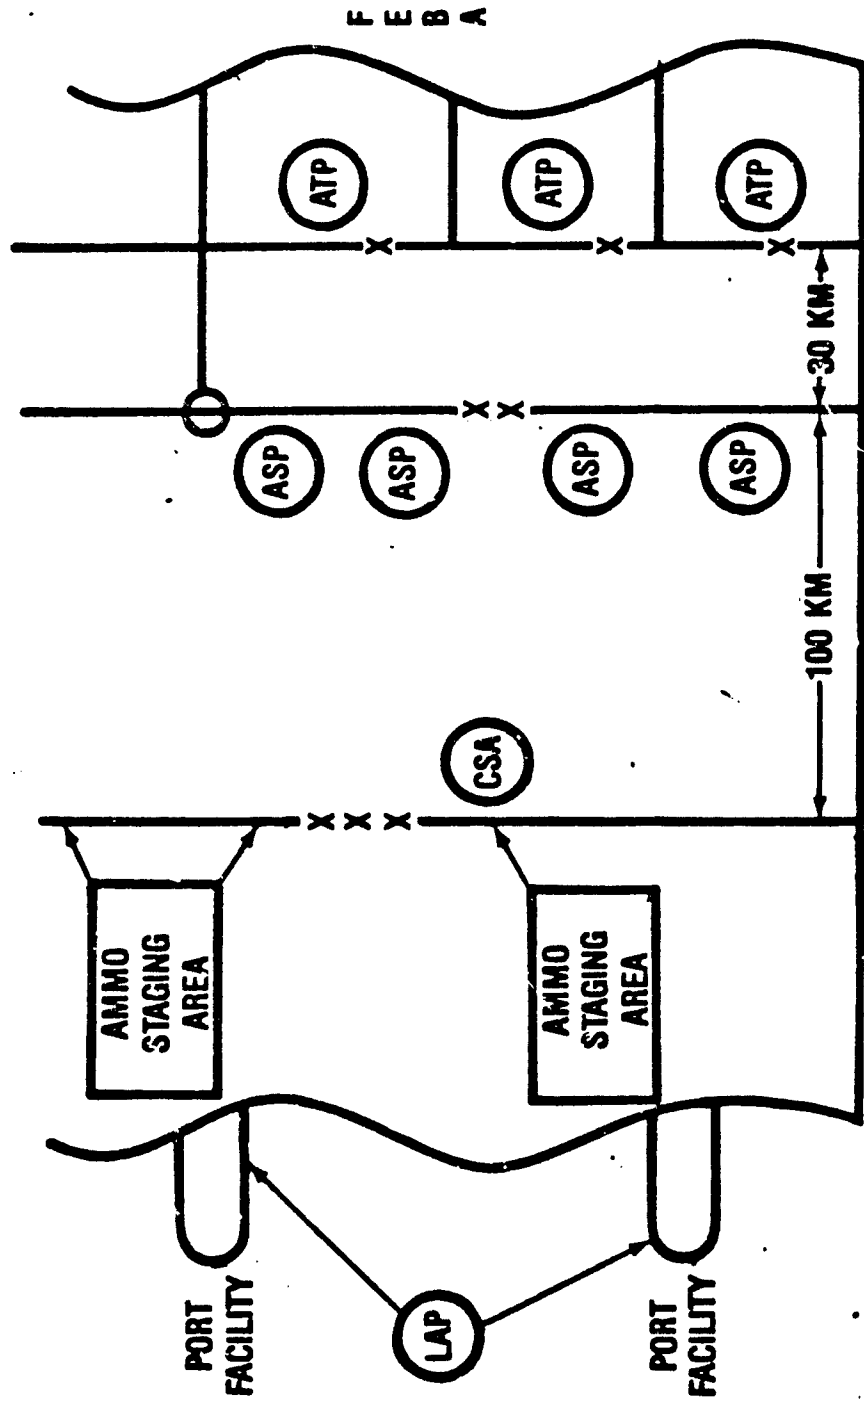 F
E
B
A
ATP
ATP
ATP
X
X
X
30 KM
X X
ASP
ASP
ASP
ASP
100 KM
CSA
X X X
AMMO
STAGING
AREA
AMMO
STAGING
AREA
PORT
FACILITY
LAP
PORT
FACILITY